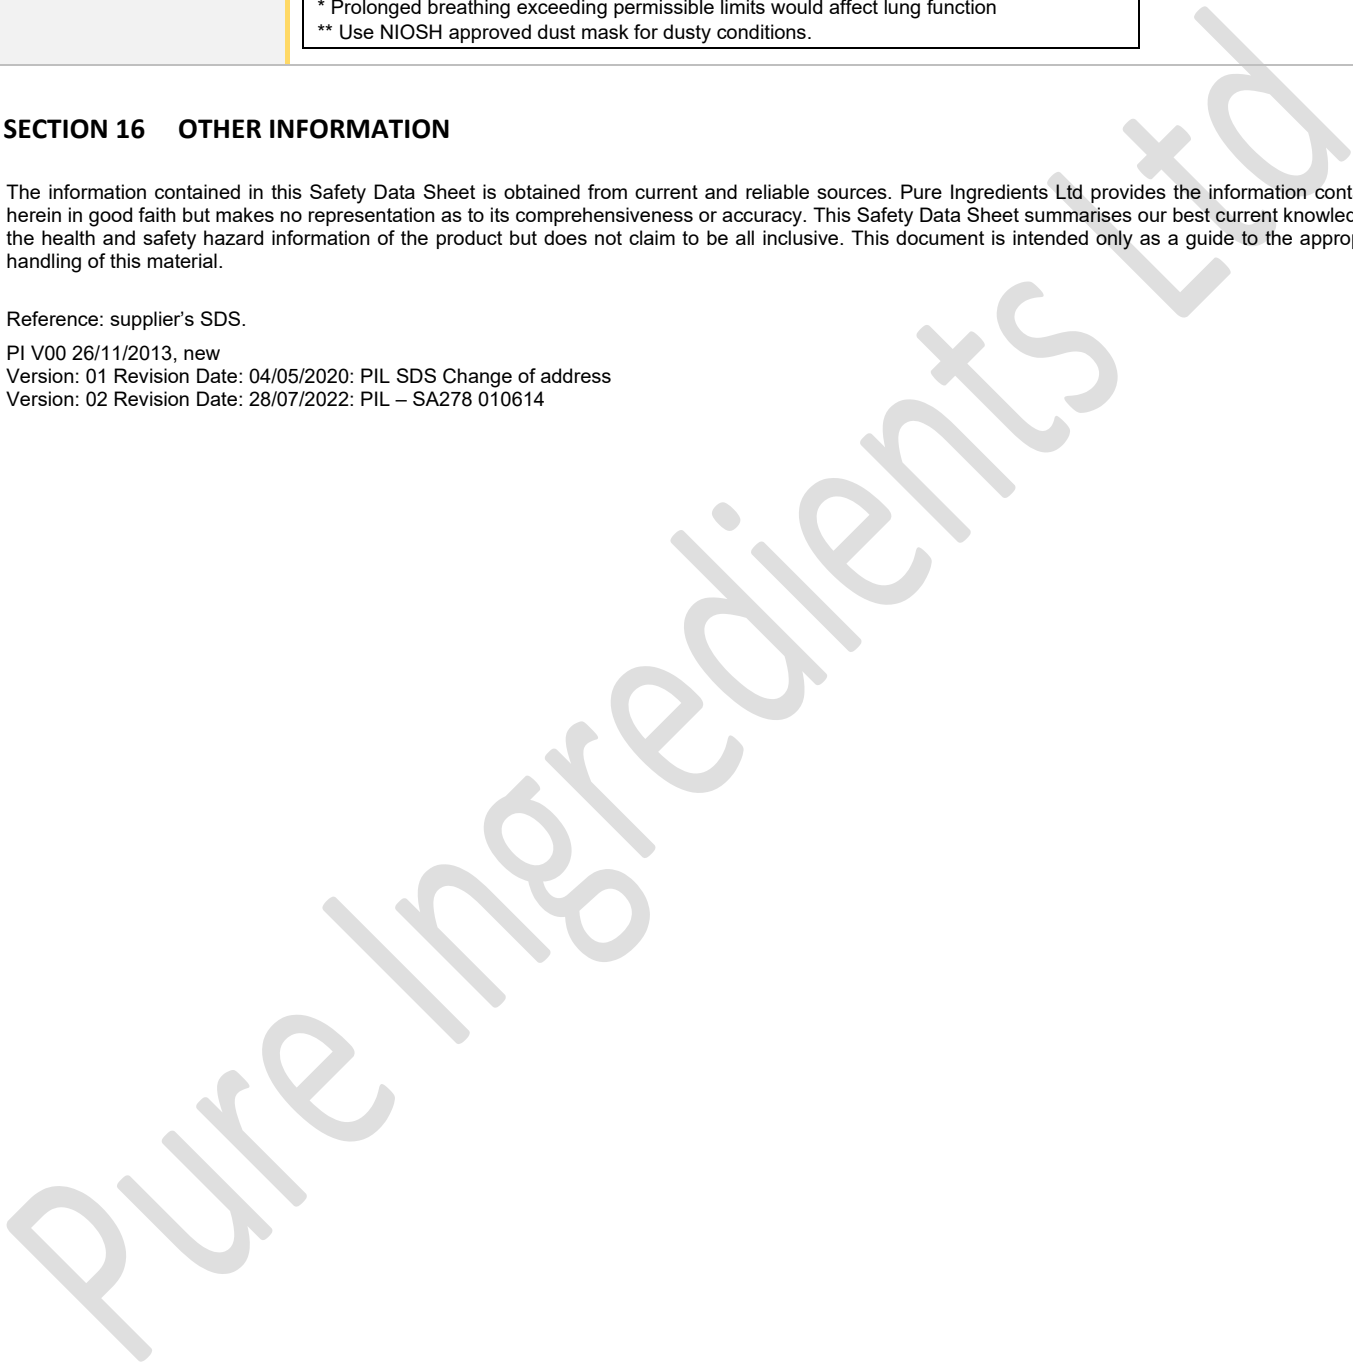 * Prolonged breathing exceeding permissible limits would affect lung function
** Use NIOSH approved dust mask for dusty conditions.
SECTION 16 OTHER INFORMATION
The information contained in this Safety Data Sheet is obtained from current and reliable sources. Pure Ingredients Ltd provides the information cont
herein in good faith but makes no representation as to its comprehensiveness or accuracy. This Safety Data Sheet summarises our best current knowled
the health and safety hazard information of the product but does not claim to be all inclusive. This document is intended only as a guide to the approp
handling of this material.
Reference: supplier’s SDS.
PI V00 26/11/2013, new
Version: 01 Revision Date: 04/05/2020: PIL SDS Change of address
Version: 02 Revision Date: 28/07/2022: PIL – SA278 010614
Pure Ingredients Ltd